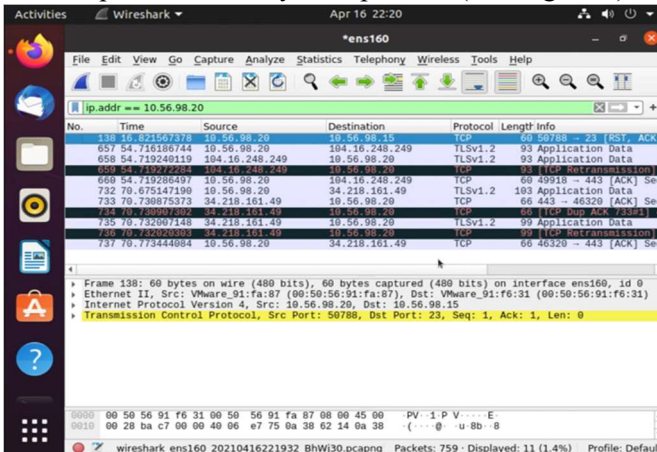 Activities
Wireshark
Apr 16 22:20
*ens160
File Edit View Go Capture Analyze Statistics Telephony Wireless Tools Help
ip.addr == 10.56.98.20
No. Time Source Destination Protocol Length Info
138 16.821567378 10.56.98.20 10.56.98.15 TCP 60 50788 → 23 [RST, ACK
657 54.716186744 10.56.98.20 104.16.248.249 TLSv1.2 93 Application Data
658 54.719240119 104.16.248.249 10.56.98.20 TLSv1.2 93 Application Data
659 54.719272284 104.16.248.249 10.56.98.20 TCP 93 [TCP Retransmission]
660 54.719286497 10.56.98.20 104.16.248.249 TCP 60 49918 → 443 [ACK] Se
732 70.675147190 10.56.98.20 34.218.161.49 TLSv1.2 103 Application Data
733 70.730875373 34.218.161.49 10.56.98.20 TCP 66 443 → 46320 [ACK] Se
734 70.730907302 34.218.161.49 10.56.98.20 TCP 66 [TCP Dup ACK 733#1]
735 70.732007148 34.218.161.49 10.56.98.20 TLSv1.2 99 Application Data
736 70.732020303 34.218.161.49 10.56.98.20 TCP 99 [TCP Retransmission]
737 70.773444084 10.56.98.20 34.218.161.49 TCP 66 46320 → 443 [ACK] Se
Frame 138: 60 bytes on wire (480 bits), 60 bytes captured (480 bits) on interface ens160, id 0
Ethernet II, Src: VMware_91:fa:87 (00:50:56:91:fa:87), Dst: VMware_91:f6:31 (00:50:56:91:f6:31)
Internet Protocol Version 4, Src: 10.56.98.20, Dst: 10.56.98.15
Transmission Control Protocol, Src Port: 50788, Dst Port: 23, Seq: 1, Ack: 1, Len: 0
0000 00 50 56 91 f6 31 00 50 56 91 fa 87 08 00 45 00 ·PV··1·P V·····E·
0010 00 28 ba c7 00 00 40 06 e7 75 0a 38 62 14 0a 38 ·(····@· ·u·8b··8
wireshark_ens160_20210416221932_BhWi30.pcapng Packets: 759 · Displayed: 11 (1.4%) Profile: Defaul